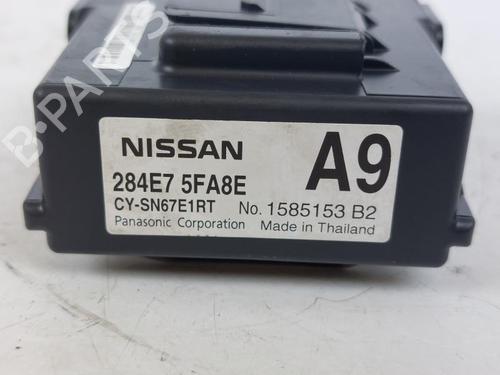 B-PARTS
NISSAN
A9
284E7 5FA8E
CY-SN67E1RT No. 1585153 B2
Panasonic Corporation Made in Thailand